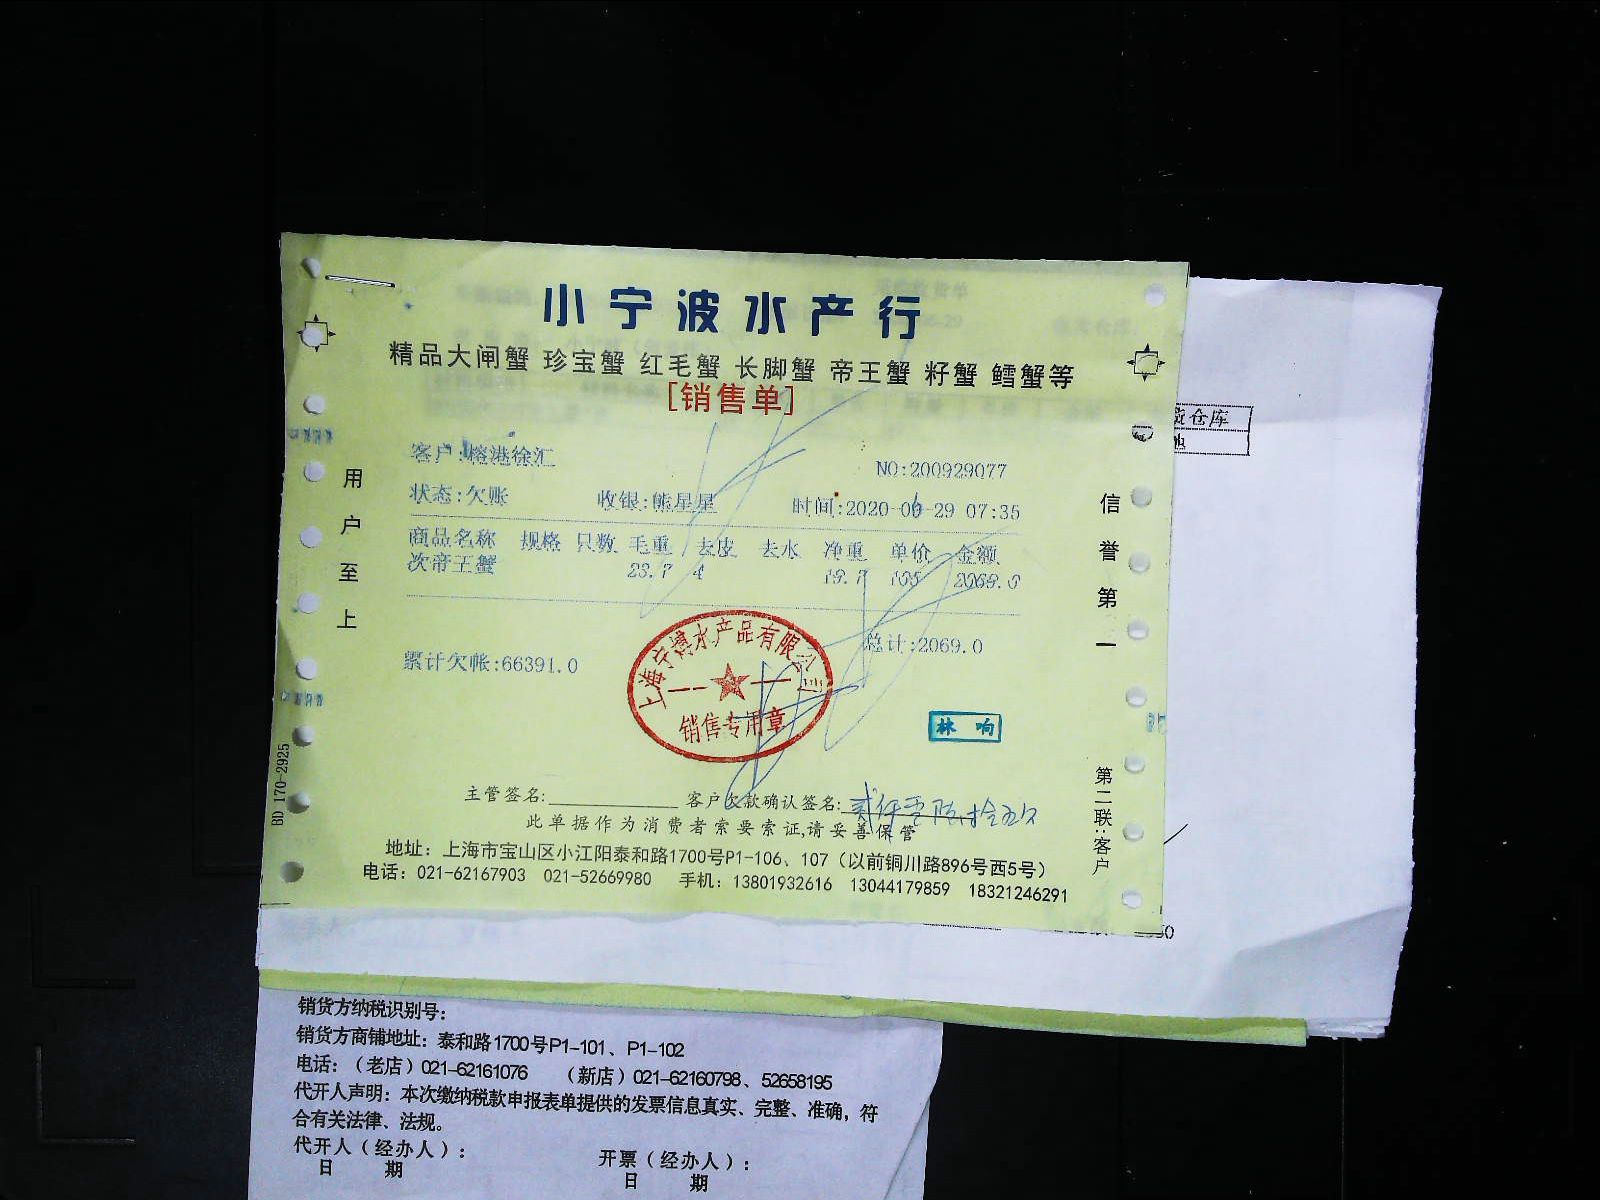 小宁波水产行
精品大闸蟹 珍宝蟹 红毛蟹 长脚蟹 帝王蟹 籽蟹 鳕蟹等
[销售单]
客户:榕港徐汇
NO:200929077
状态:欠账 收银:熊星星 时间:2020-09-29 07:35
商品名称 规格 只数 毛重 去皮 去水 净重 单价 金额
次帝王蟹 23.7 4 19.7 105 2069.0
总计:2069.0
累计欠帐:66391.0
上海宁博水产品有限公司
销售专用章
林响
主管签名: 客户欠款确认签名:
此单据作为消费者索要索证,请妥善保管
地址：上海市宝山区小江阳泰和路1700号P1-106、107（以前铜川路896号西5号）
电话：021-62167903 021-52669980 手机：13801932616 13044179859 18321246291
用户至上
信誉第一
第二联:客户
BD 170-2925
货仓库
销货方纳税识别号：
销货方商铺地址：泰和路1700号P1-101、P1-102
电话：（老店）021-62161076 （新店）021-62160798、52658195
代开人声明：本次缴纳税款申报表单提供的发票信息真实、完整、准确，符
合有关法律、法规。
代开人（经办人）： 开票（经办人）：
日 期 日 期